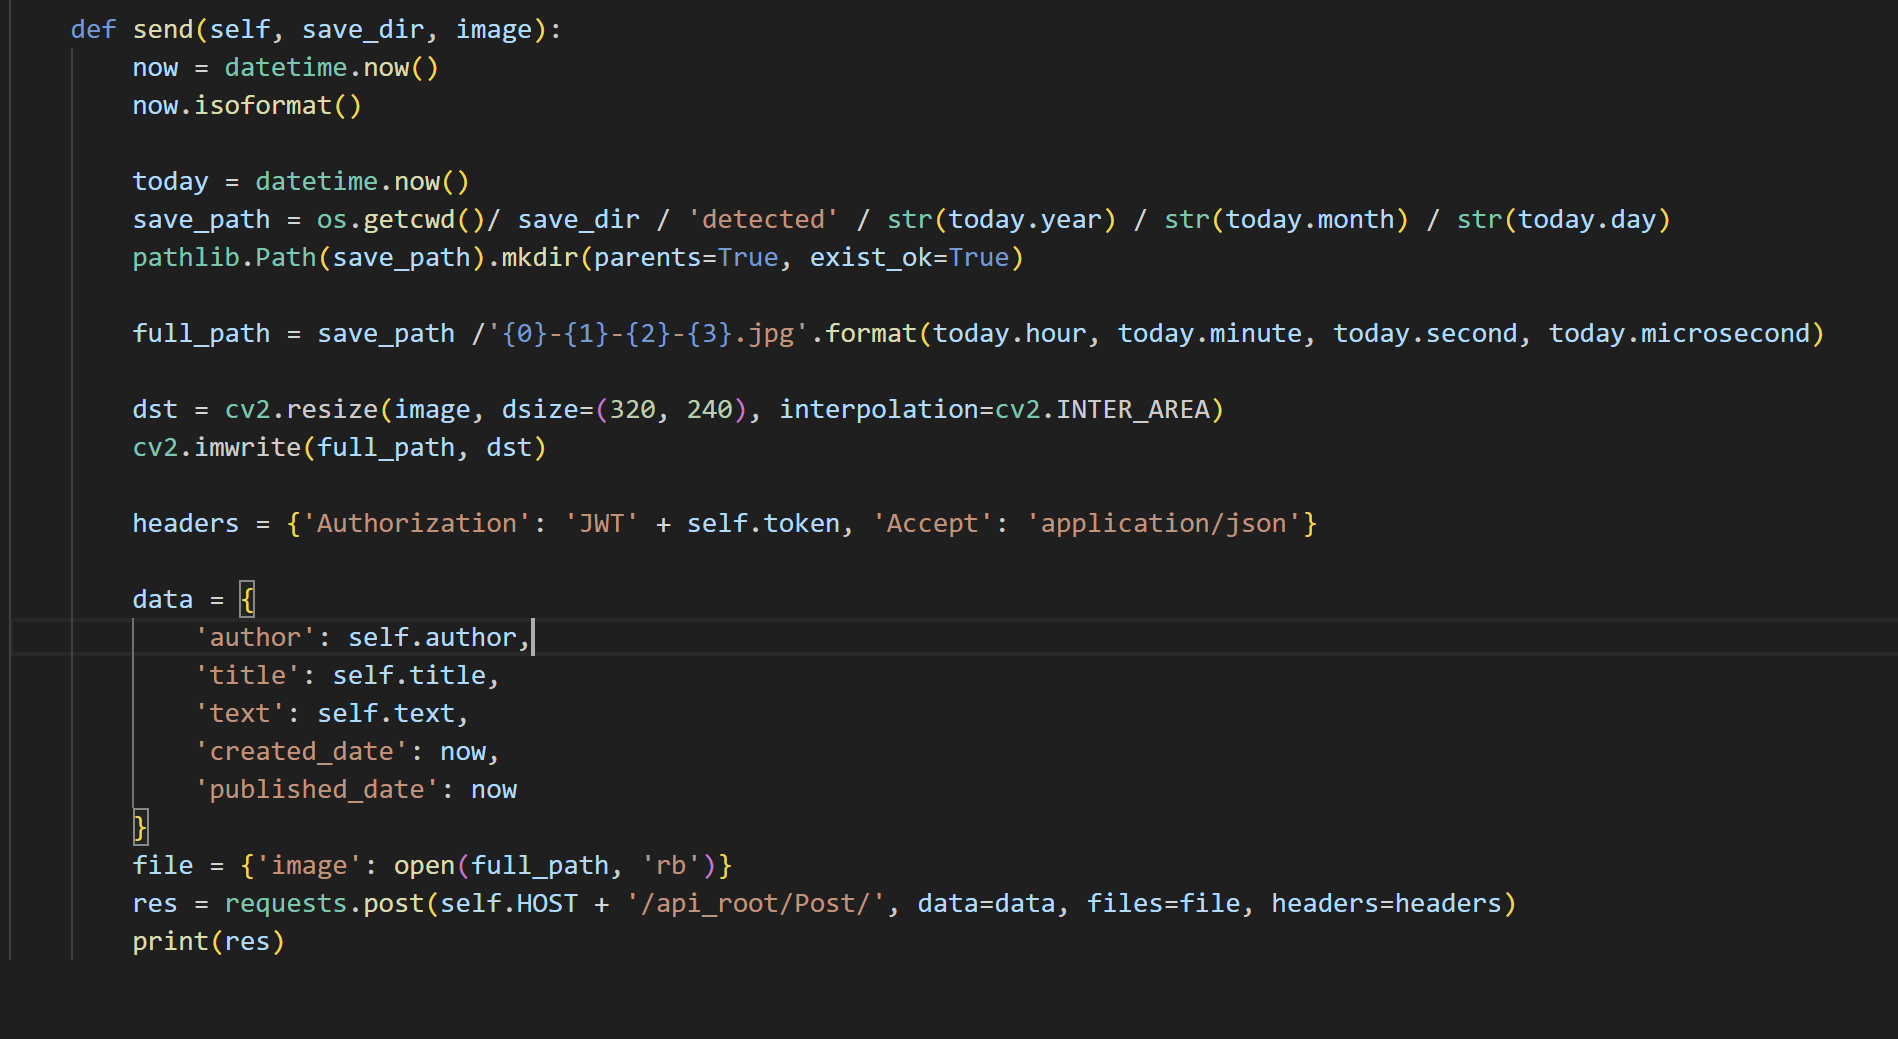 def send(self, save_dir, image):
now = datetime.now()
now.isoformat()
today = datetime.now()
save_path = os.getcwd()/ save_dir / 'detected' / str(today.year) / str(today.month) / str(today.day)
pathlib.Path(save_path).mkdir(parents=True, exist_ok=True)
full_path = save_path /'{0}-{1}-{2}-{3}.jpg'.format(today.hour, today.minute, today.second, today.microsecond)
dst = cv2.resize(image, dsize=(320, 240), interpolation=cv2.INTER_AREA)
cv2.imwrite(full_path, dst)
headers = {'Authorization': 'JWT' + self.token, 'Accept': 'application/json'}
data = {
'author': self.author,
'title': self.title,
'text': self.text,
'created_date': now,
'published_date': now
}
file = {'image': open(full_path, 'rb')}
res = requests.post(self.HOST + '/api_root/Post/', data=data, files=file, headers=headers)
print(res)